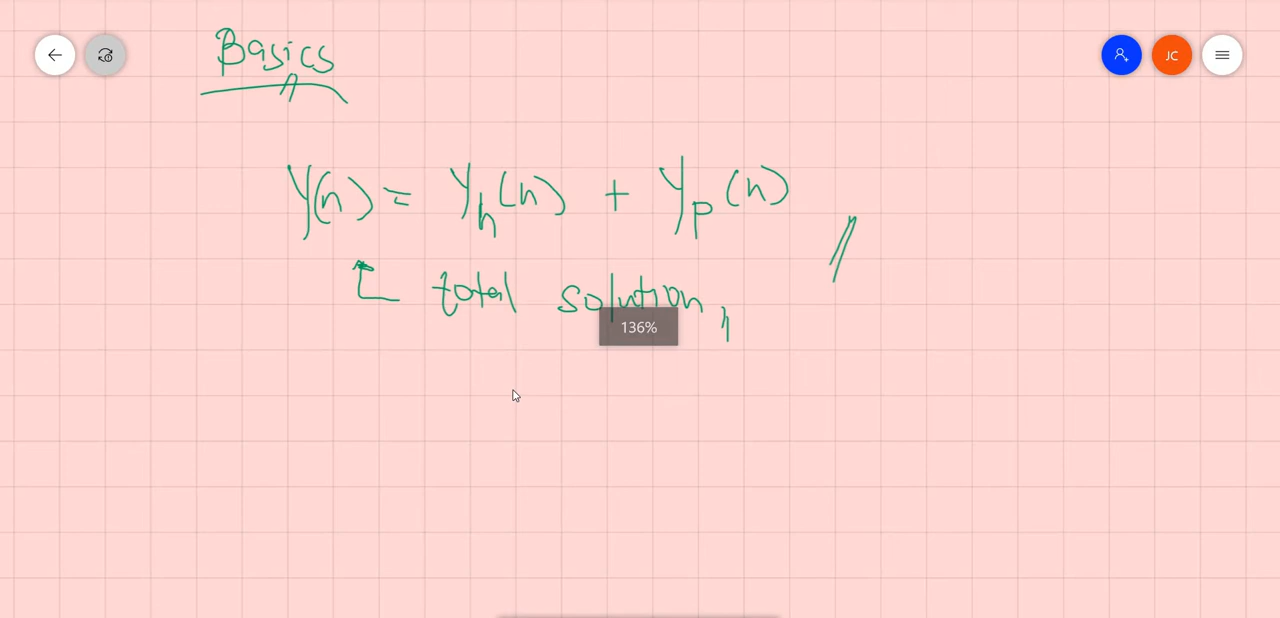 Basics
JC
y(n) = y_h(n) + y_p(n)
total solution
136%